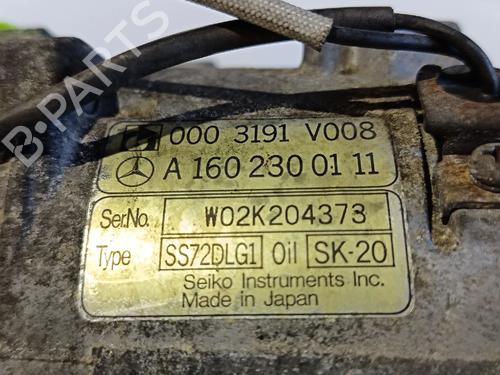 B-PARTS
000 3191 V008
A 160 230 01 11
Ser.No. W02K204373
Type SS72DLG1 Oil SK-20
Seiko Instruments Inc.
Made in Japan